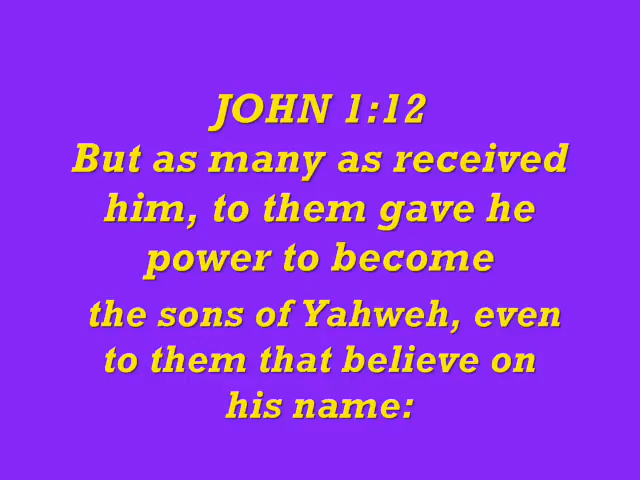 JOHN 1:12
But as many as received
him, to them gave he
power to become
the sons of Yahweh, even
to them that believe on
his name: